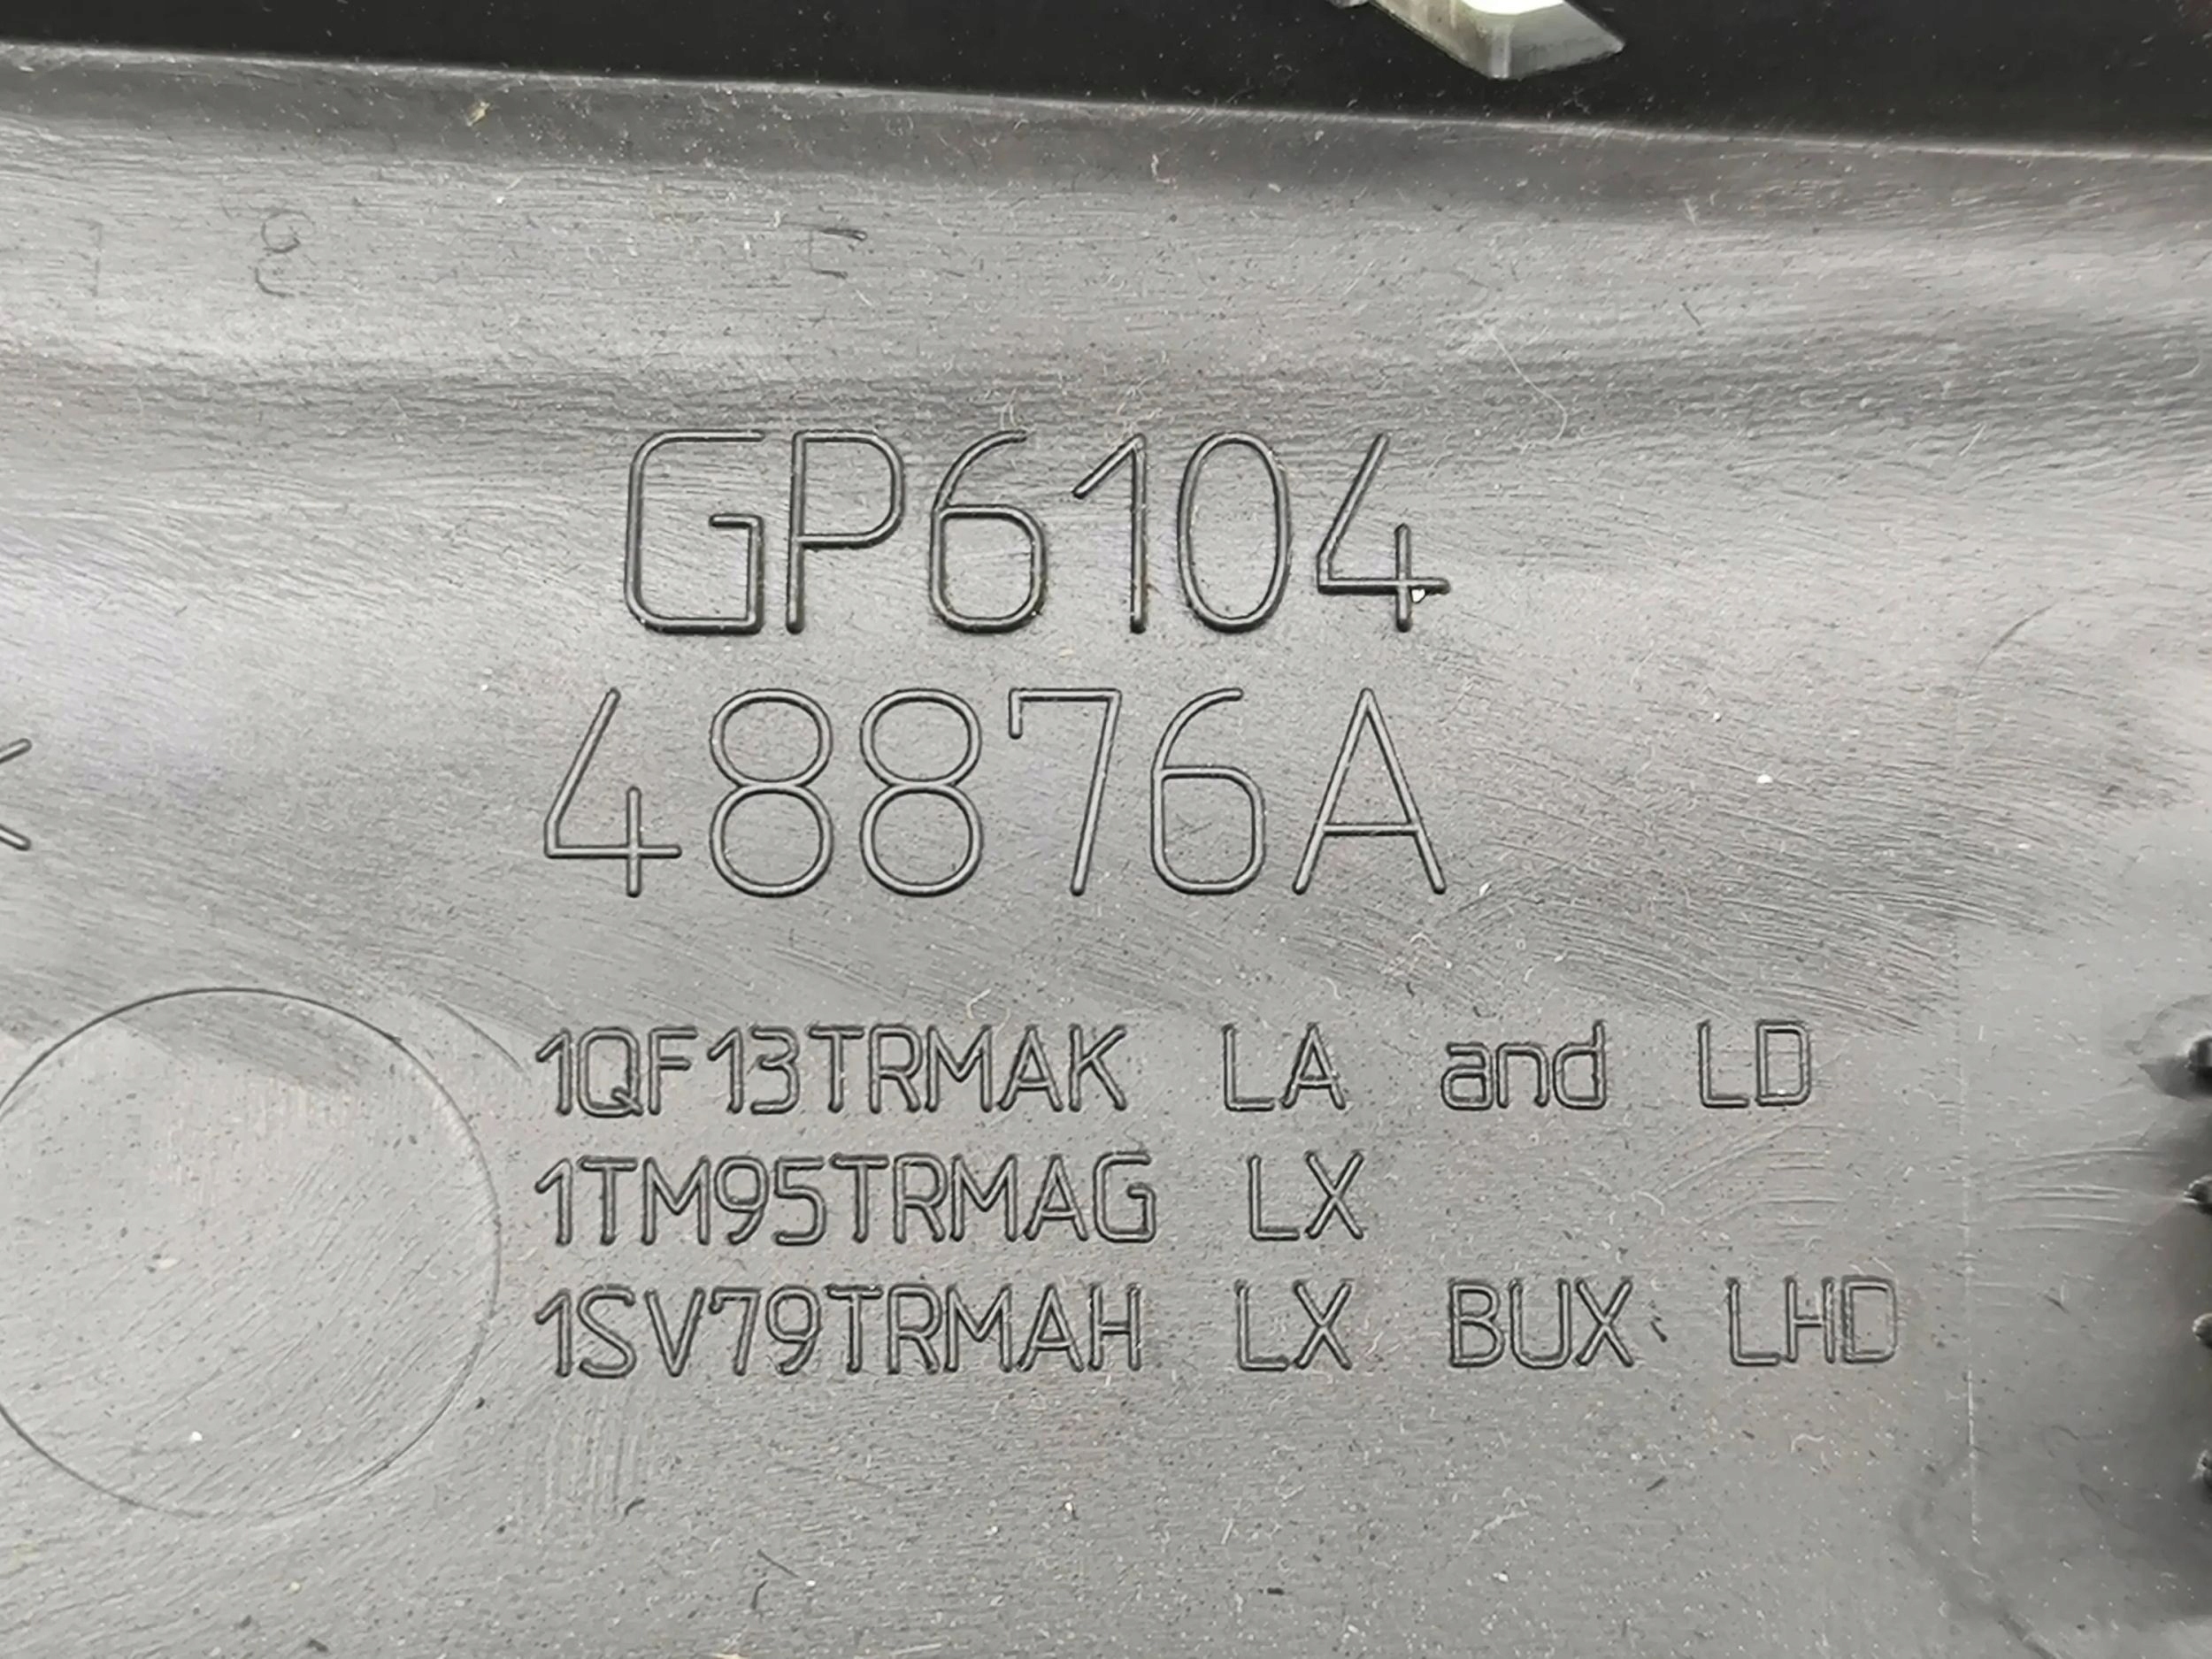 GP6104
48876A
1QF13TRMAK LA and LD
1TM95TRMAG LX
1SV79TRMAH LX BUX LHD